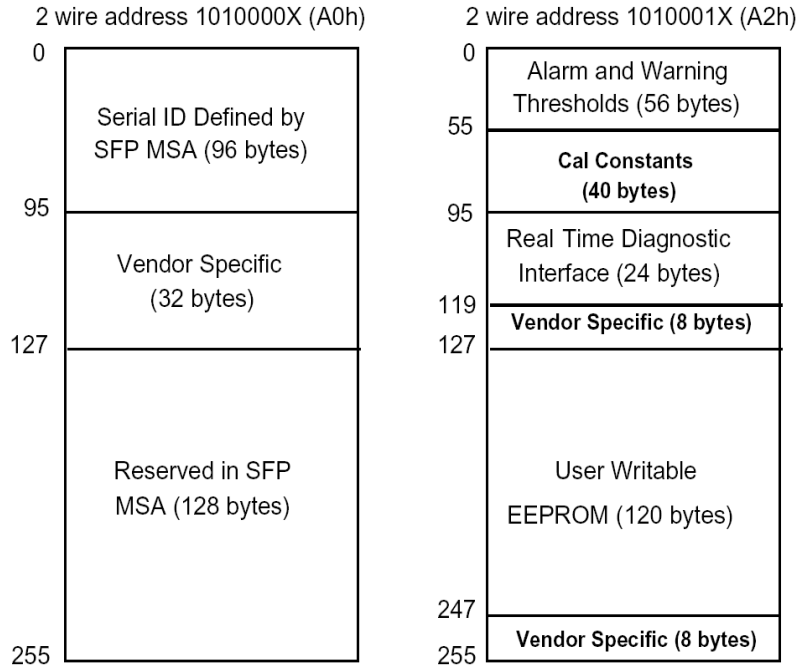 2 wire address 1010000X (A0h)
0
Serial ID Defined by
SFP MSA (96 bytes)
95
Vendor Specific
(32 bytes)
127
Reserved in SFP
MSA (128 bytes)
255
2 wire address 1010001X (A2h)
0
Alarm and Warning
Thresholds (56 bytes)
55
Cal Constants
(40 bytes)
95
Real Time Diagnostic
Interface (24 bytes)
119
Vendor Specific (8 bytes)
127
User Writable
EEPROM (120 bytes)
247
Vendor Specific (8 bytes)
255